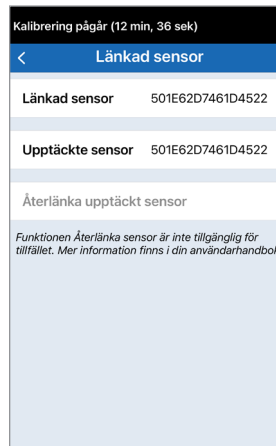 Kalibrering pågår (12 min, 36 sek)
< Länkad sensor
Länkad sensor 501E62D7461D4522
Upptäckte sensor 501E62D7461D4522
Återlänka upptäckt sensor
Funktionen Återlänka sensor är inte tillgänglig för
tillfället. Mer information finns i din användarhandbok